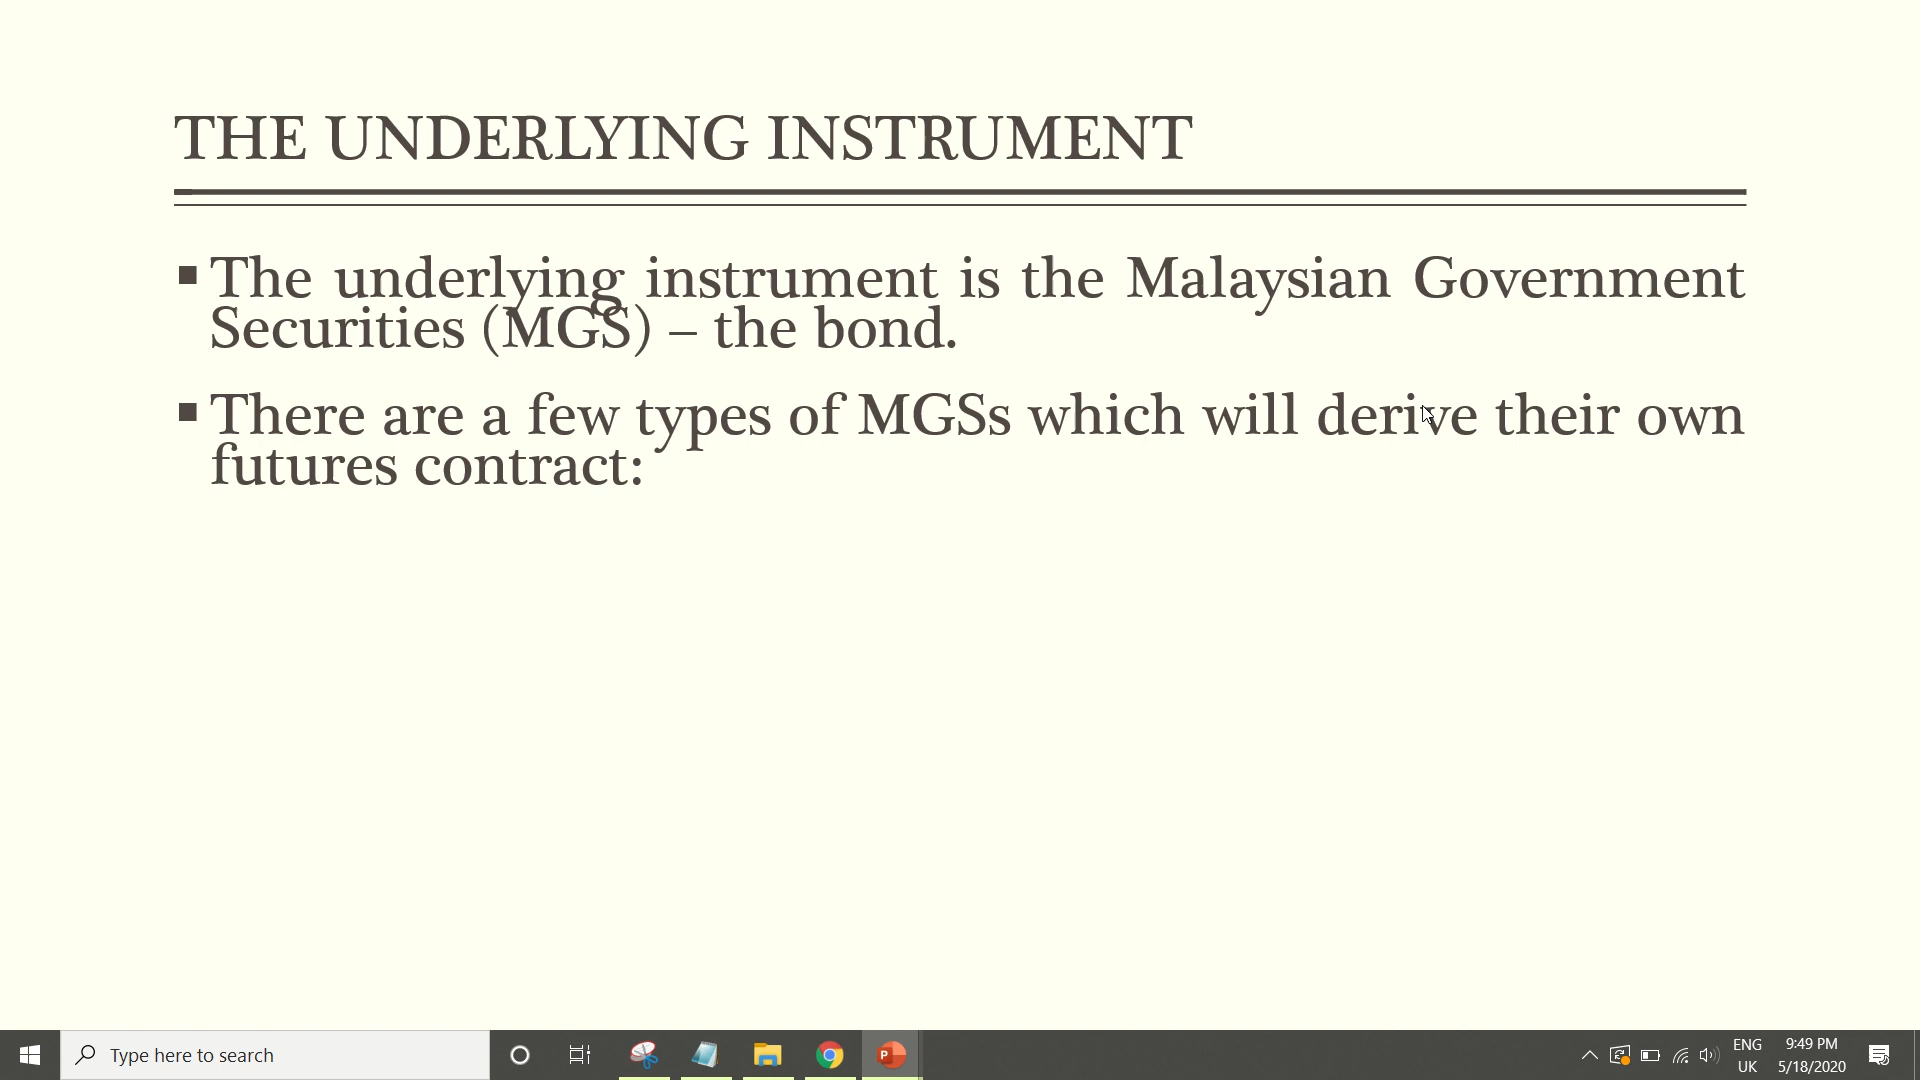 THE UNDERLYING INSTRUMENT
▪ The underlying instrument is the Malaysian Government
Securities (MGS) – the bond.
▪ There are a few types of MGSs which will derive their own
futures contract:
Type here to search
ENG
UK
9:49 PM
5/18/2020